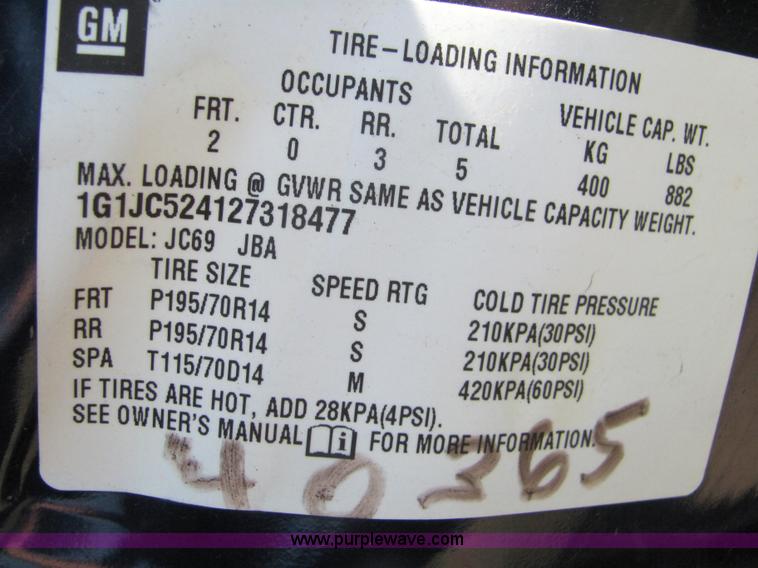 GM
TIRE–LOADING INFORMATION
OCCUPANTS
VEHICLE CAP. WT.
FRT. CTR. RR. TOTAL KG LBS
2 0 3 5 400 882
MAX. LOADING @ GVWR SAME AS VEHICLE CAPACITY WEIGHT.
1G1JC524127318477
MODEL: JC69 JBA
TIRE SIZE SPEED RTG COLD TIRE PRESSURE
FRT P195/70R14 S 210KPA(30PSI)
RR P195/70R14 S 210KPA(30PSI)
SPA T115/70D14 M 420KPA(60PSI)
IF TIRES ARE HOT, ADD 28KPA(4PSI).
SEE OWNER'S MANUAL i FOR MORE INFORMATION.
40365
www.purplewave.com